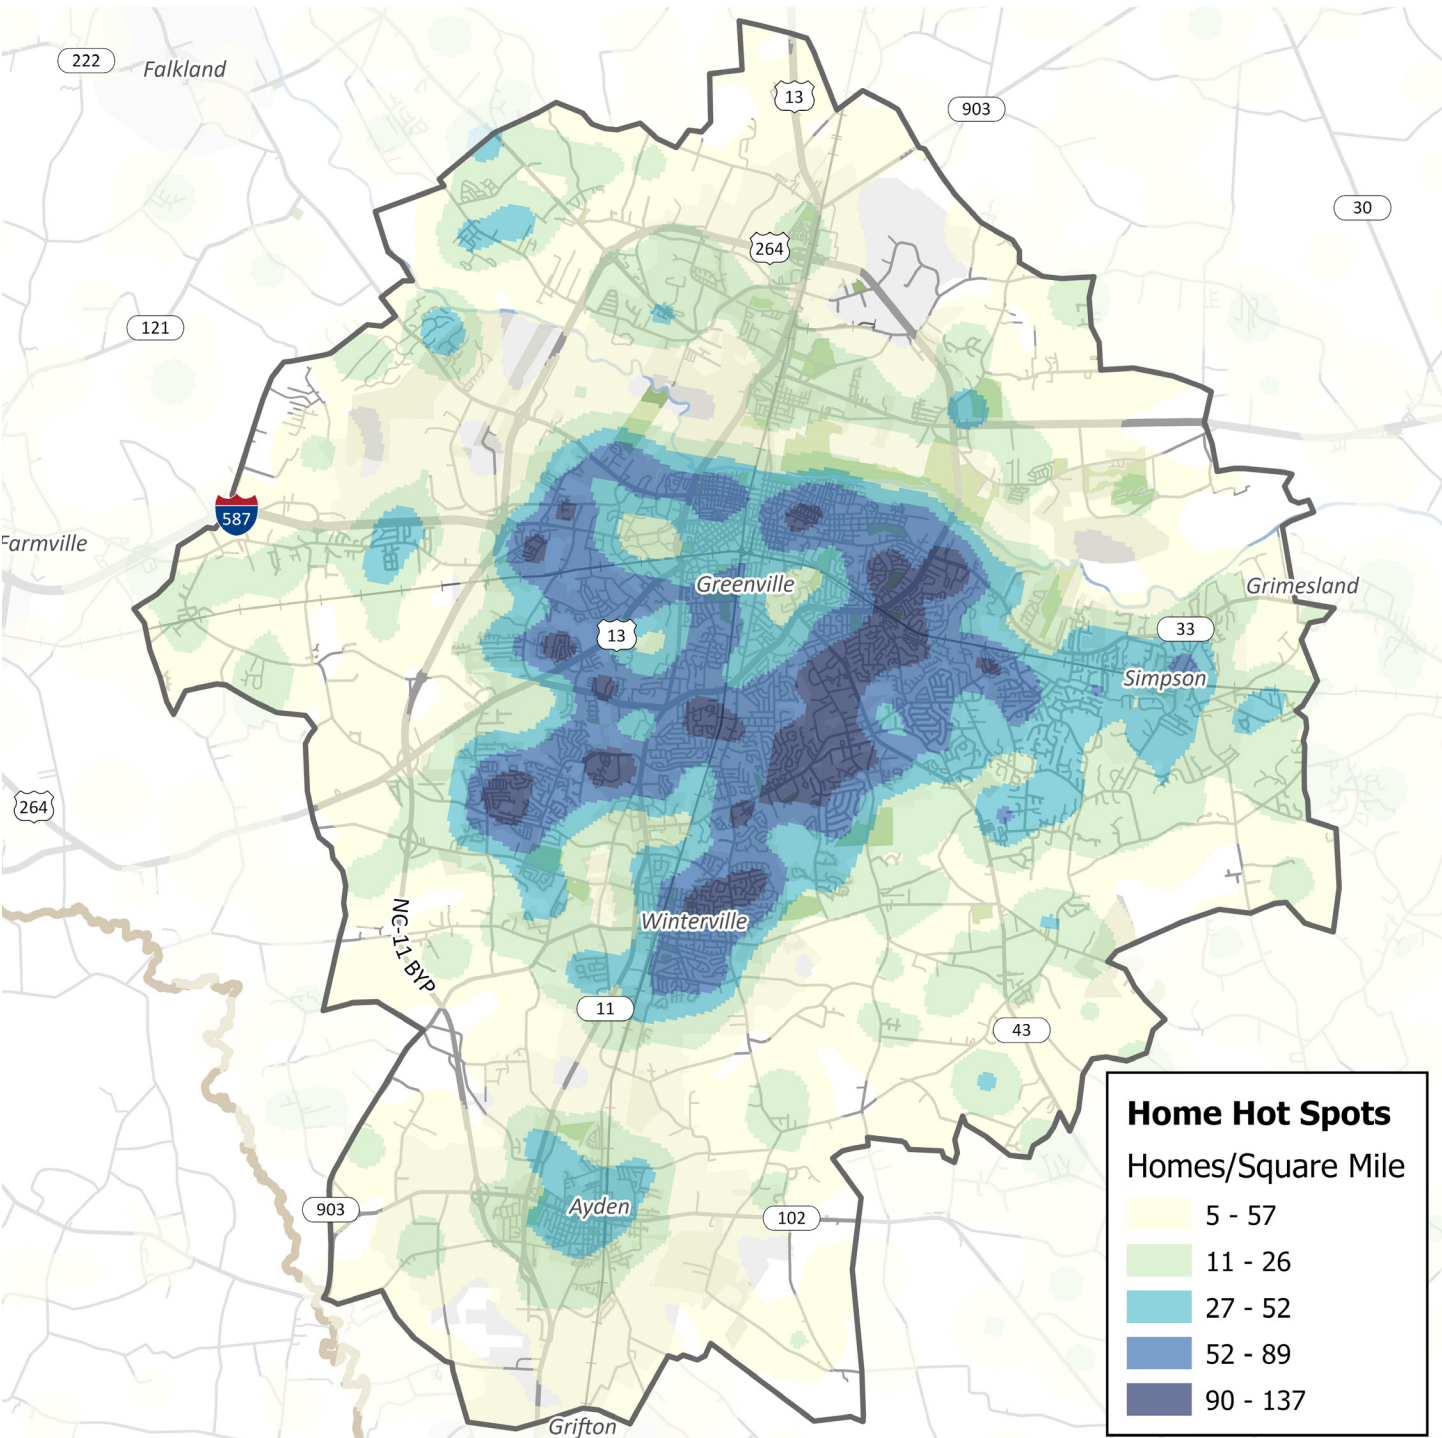 222
Falkland
13
903
30
264
121
587
Farmville
Greenville
Grimesland
13
33
Simpson
264
NC-11 BYP
Winterville
11
43
Home Hot Spots
Homes/Square Mile
5 - 57
11 - 26
27 - 52
52 - 89
90 - 137
903
Ayden
102
Grifton